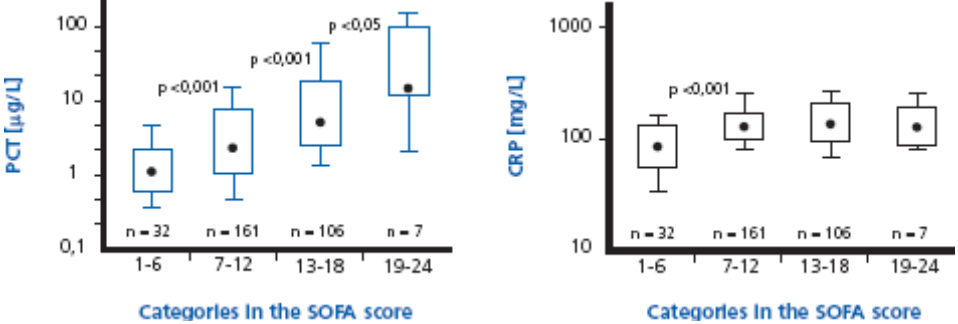 PCT [µg/L]
100
10
1
0,1
p <0,001
p <0,001
p <0,05
n = 32 n = 161 n = 106 n = 7
1-6 7-12 13-18 19-24
Categories in the SOFA score
CRP [mg/L]
1000
100
10
p <0,001
n = 32 n = 161 n = 106 n = 7
1-6 7-12 13-18 19-24
Categories in the SOFA score